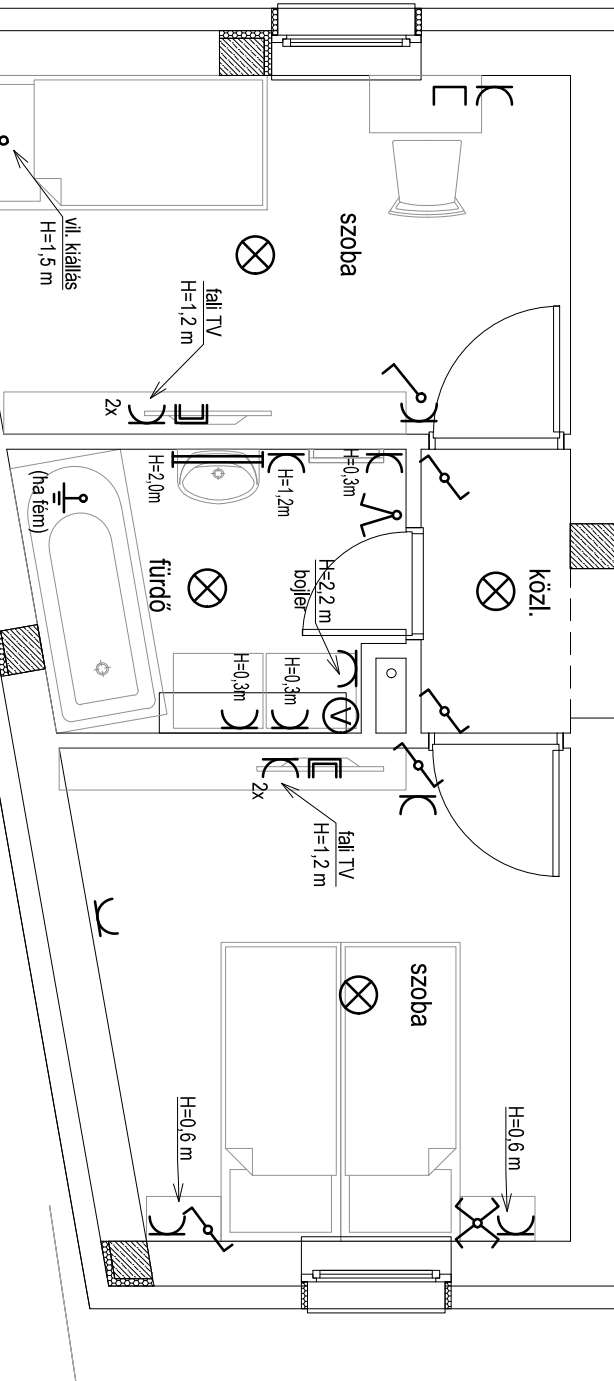 vil. kiállás
H=1,5 m
szoba
fali TV
H=1,2 m
2x
(ha fém)
H=2,0m
H=1,2m
H=0,3m
fürdő
H=2,2 m
bojler
közl.
H=0,3m
H=0,3m
V
2x
fali TV
H=1,2 m
szoba
H=0,6 m
H=0,6 m